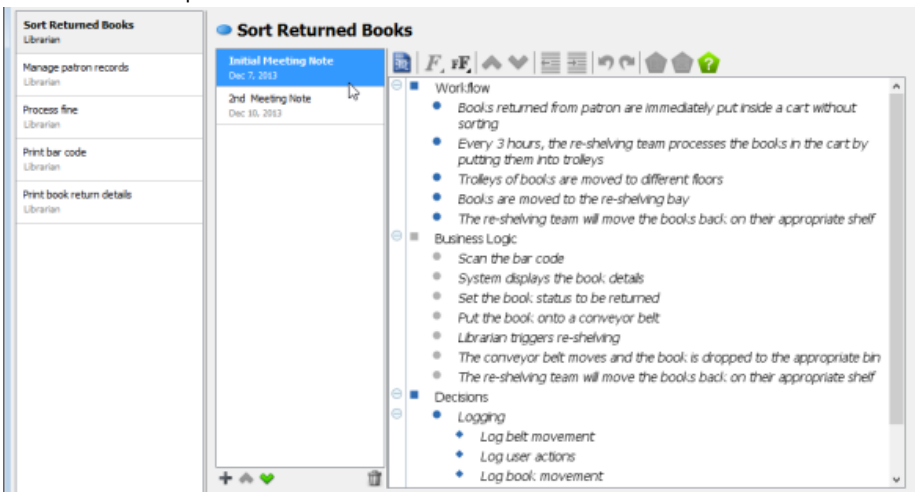 Sort Returned Books
Librarian
Manage patron records
Librarian
Process fine
Librarian
Print bar code
Librarian
Print book return details
Librarian
Sort Returned Books
Initial Meeting Note
Dec 7, 2013
2nd Meeting Note
Dec 10, 2013
Workflow
Books returned from patron are immediately put inside a cart without
sorting
Every 3 hours, the re-shelving team processes the books in the cart by
putting them into trolleys
Trolleys of books are moved to different floors
Books are moved to the re-shelving bay
The re-shelving team will move the books back on their appropriate shelf
Business Logic
Scan the bar code
System displays the book details
Set the book status to be returned
Put the book onto a conveyor belt
Librarian triggers re-shelving
The conveyor belt moves and the book is dropped to the appropriate bin
The re-shelving team will move the books back on their appropriate shelf
Decisions
Logging
Log belt movement
Log user actions
Log book movement